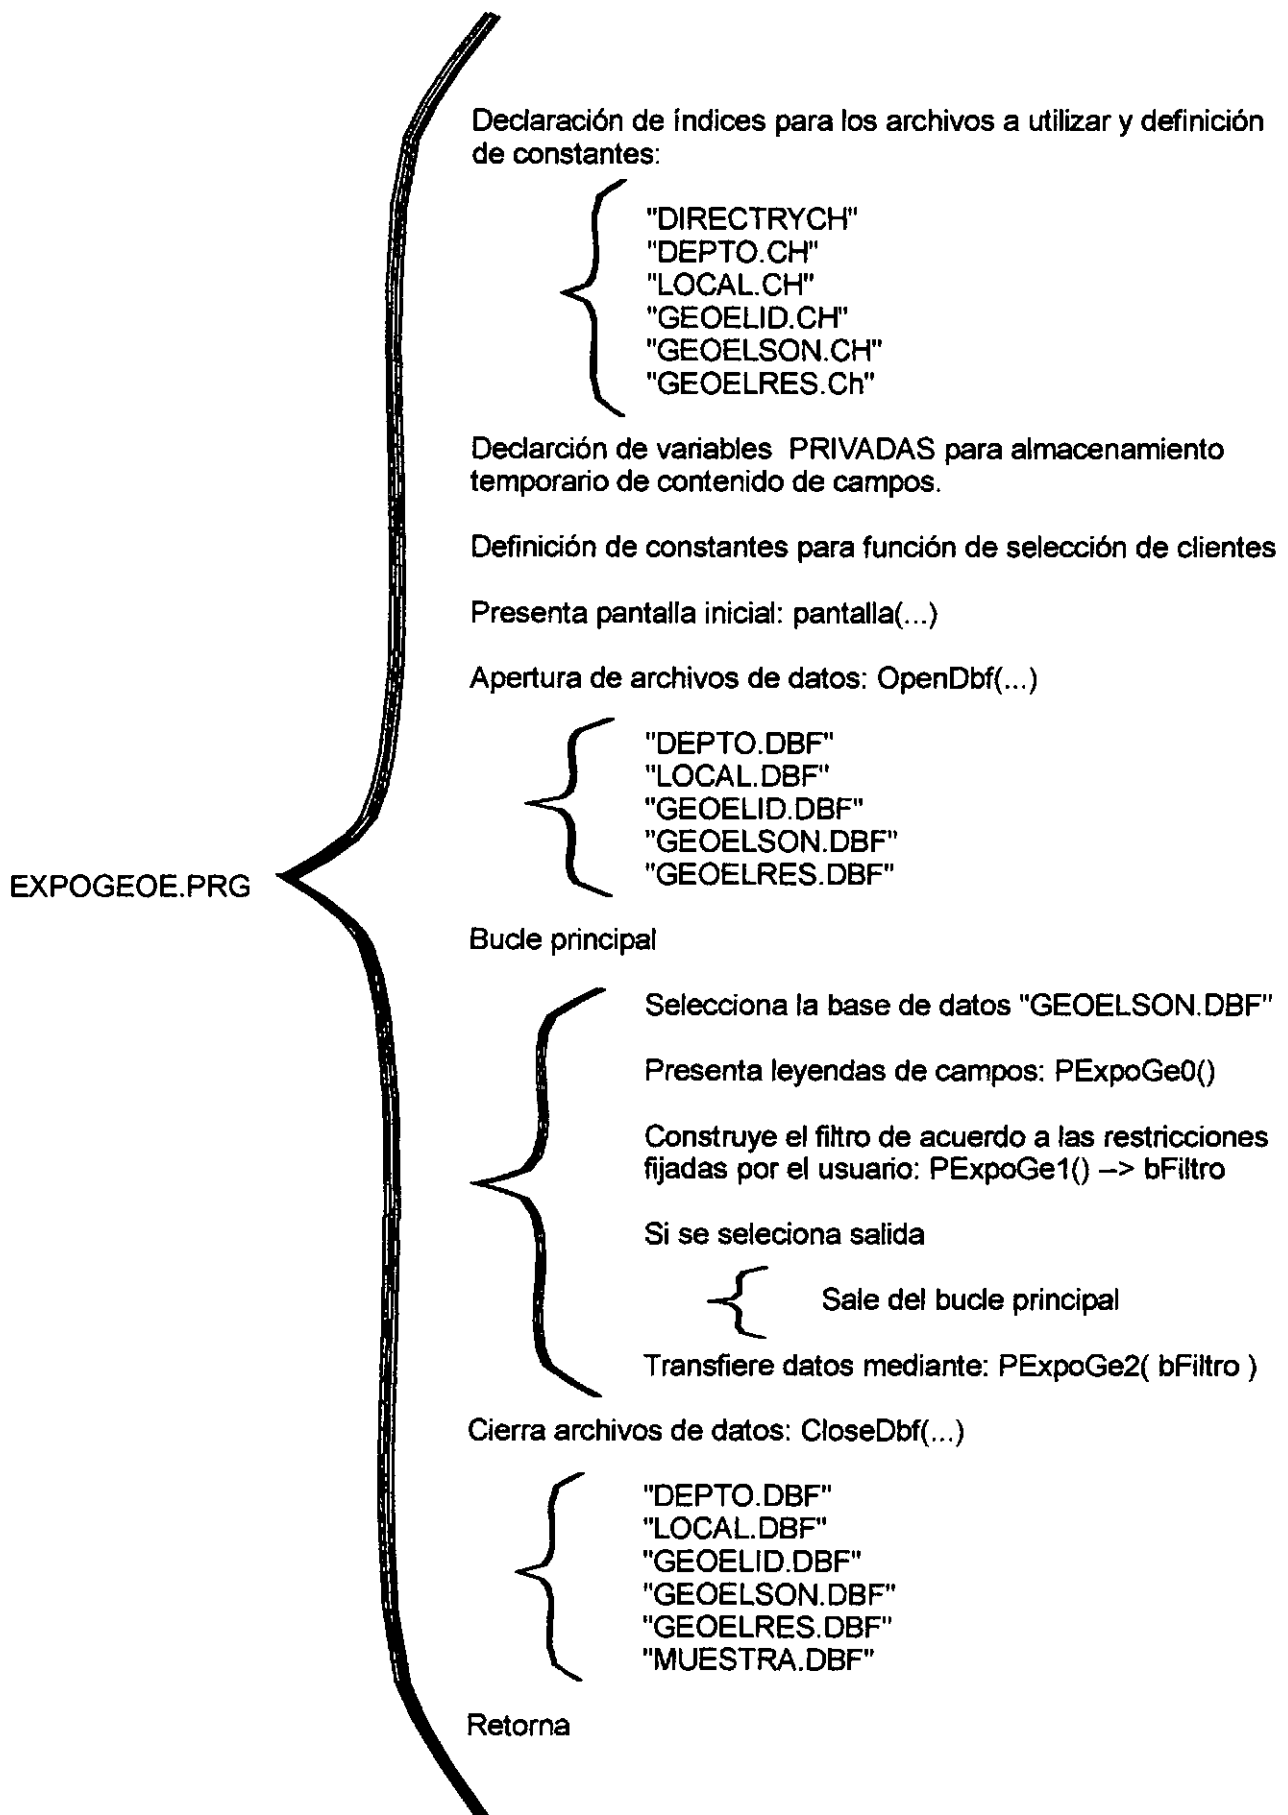 Declaración de índices para los archivos a utilizar y definición
de constantes:
"DIRECTRYCH"
"DEPTO.CH"
"LOCAL.CH"
"GEOELID.CH"
"GEOELSON.CH"
"GEOELRES.Ch"
Declarción de variables PRIVADAS para almacenamiento
temporario de contenido de campos.
Definición de constantes para función de selección de clientes
Presenta pantalla inicial: pantalla(...)
Apertura de archivos de datos: OpenDbf(...)
"DEPTO.DBF"
"LOCAL.DBF"
"GEOELID.DBF"
"GEOELSON.DBF"
"GEOELRES.DBF"
EXPOGEOE.PRG
Bucle principal
Selecciona la base de datos "GEOELSON.DBF"
Presenta leyendas de campos: PExpoGe0()
Construye el filtro de acuerdo a las restricciones
fijadas por el usuario: PExpoGe1() –> bFiltro
Si se seleciona salida
Sale del bucle principal
Transfiere datos mediante: PExpoGe2( bFiltro )
Cierra archivos de datos: CloseDbf(...)
"DEPTO.DBF"
"LOCAL.DBF"
"GEOELID.DBF"
"GEOELSON.DBF"
"GEOELRES.DBF"
"MUESTRA.DBF"
Retorna